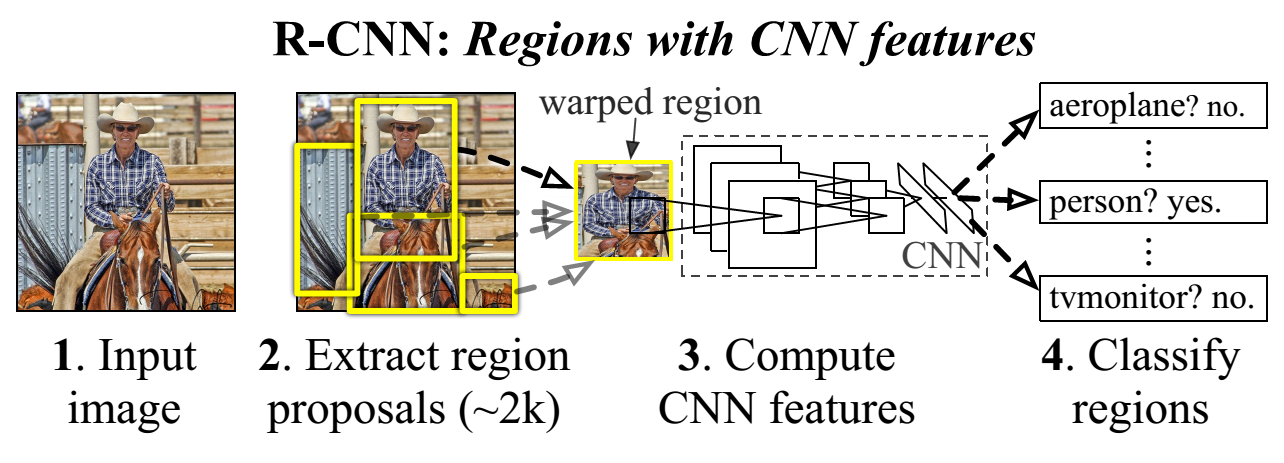 R-CNN: Regions with CNN features
warped region
aeroplane? no.
⋮
person? yes.
⋮
tvmonitor? no.
CNN
1. Input
image
2. Extract region
proposals (~2k)
3. Compute
CNN features
4. Classify
regions